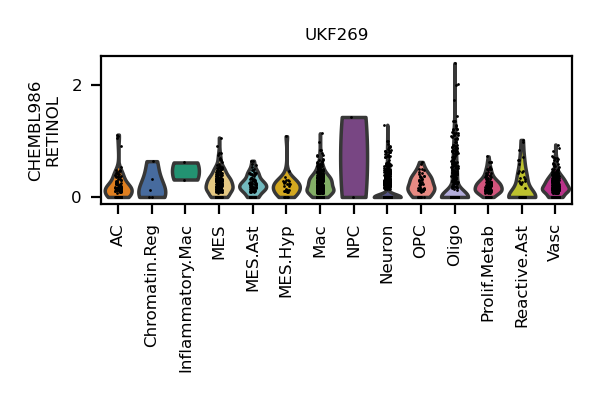 UKF269
CHEMBL986
RETINOL
2
0
AC
Chromatin.Reg
Inflammatory.Mac
MES
MES.Ast
MES.Hyp
Mac
NPC
Neuron
OPC
Oligo
Prolif.Metab
Reactive.Ast
Vasc